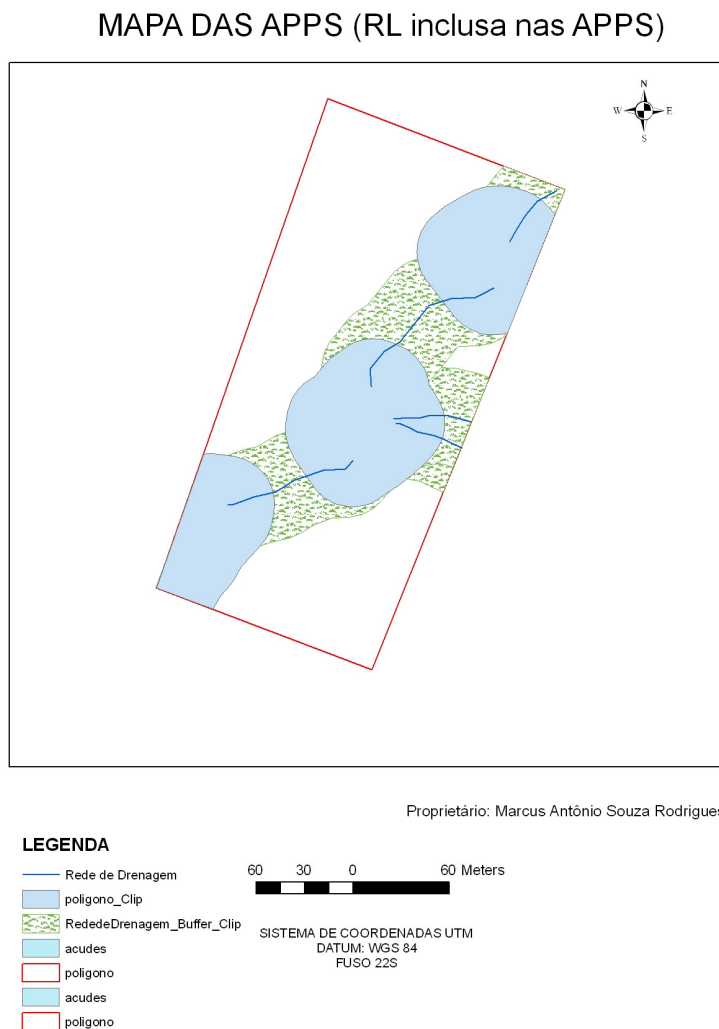 MAPA DAS APPS (RL inclusa nas APPS)
N
W E
S
Proprietário: Marcus Antônio Souza Rodrigues
LEGENDA
Rede de Drenagem
poligono_Clip
RedeDeDrenagem_Buffer_Clip
acudes
poligono
acudes
poligono
60 30 0 60 Meters
SISTEMA DE COORDENADAS UTM
DATUM: WGS 84
FUSO 22S